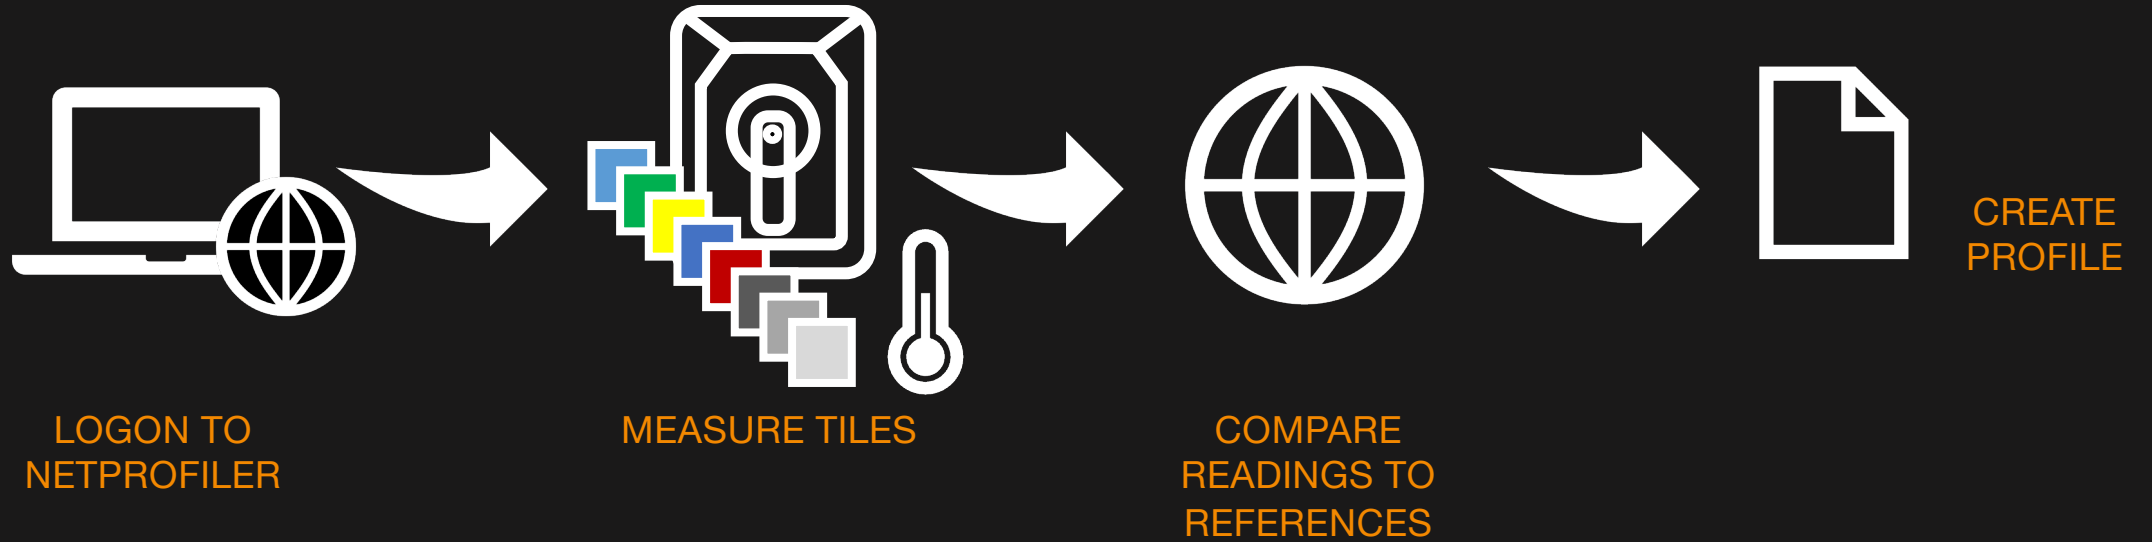 LOGON TO
NETPROFILER
MEASURE TILES
COMPARE
READINGS TO
REFERENCES
CREATE
PROFILE